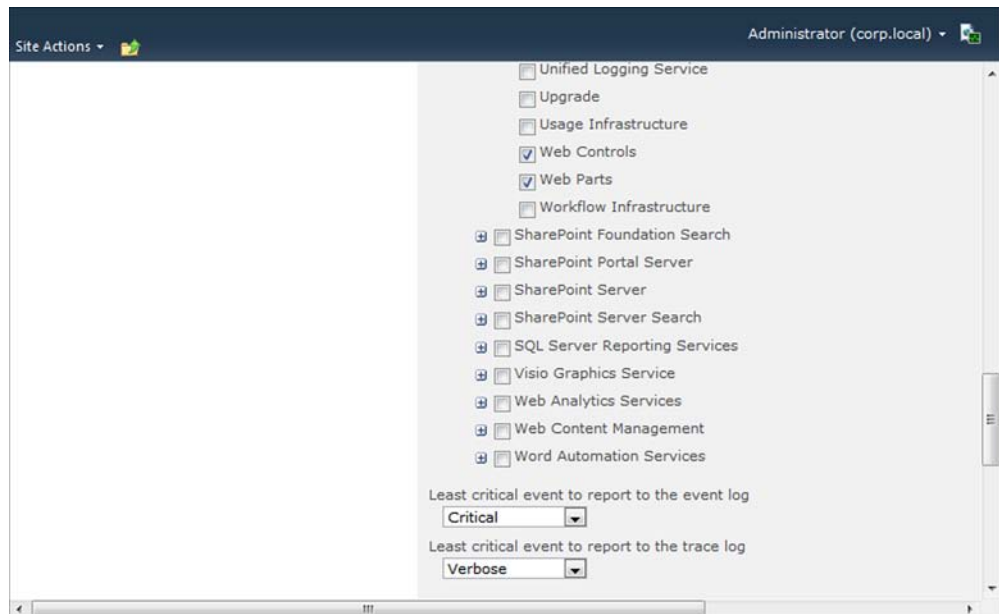 Site Actions
Administrator (corp.local)
Unified Logging Service
Upgrade
Usage Infrastructure
Web Controls
Web Parts
Workflow Infrastructure
SharePoint Foundation Search
SharePoint Portal Server
SharePoint Server
SharePoint Server Search
SQL Server Reporting Services
Visio Graphics Service
Web Analytics Services
Web Content Management
Word Automation Services
Least critical event to report to the event log
Critical
Least critical event to report to the trace log
Verbose